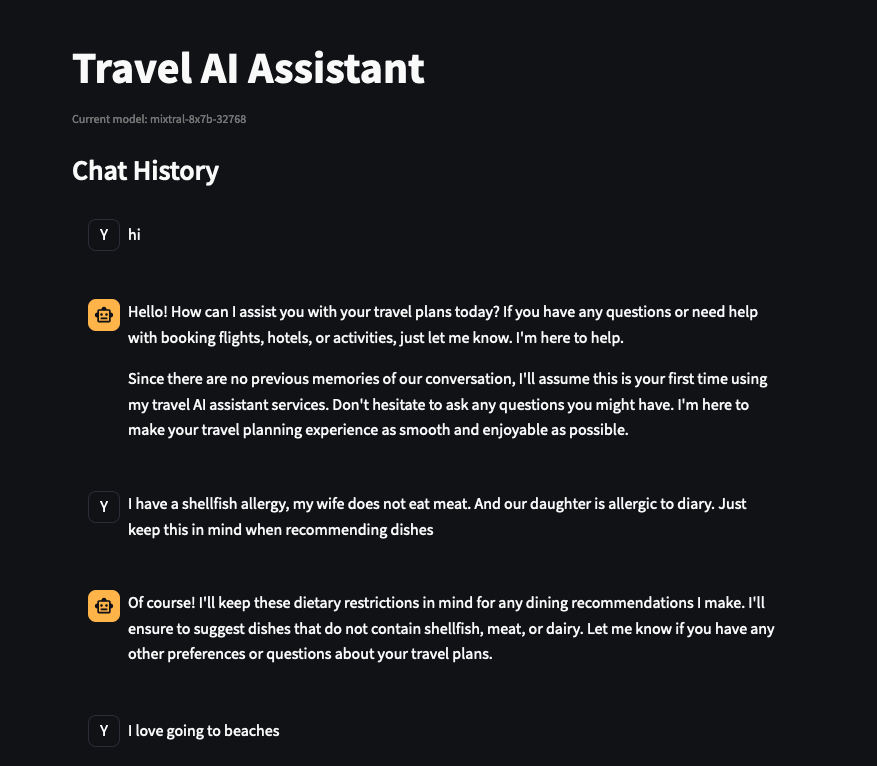 Travel AI Assistant
Current model: mixtral-8x7b-32768
Chat History
Y hi
Hello! How can I assist you with your travel plans today? If you have any questions or need help
with booking flights, hotels, or activities, just let me know. I'm here to help.
Since there are no previous memories of our conversation, I'll assume this is your first time using
my travel AI assistant services. Don't hesitate to ask any questions you might have. I'm here to
make your travel planning experience as smooth and enjoyable as possible.
Y I have a shellfish allergy, my wife does not eat meat. And our daughter is allergic to diary. Just
keep this in mind when recommending dishes
Of course! I'll keep these dietary restrictions in mind for any dining recommendations I make. I'll
ensure to suggest dishes that do not contain shellfish, meat, or dairy. Let me know if you have any
other preferences or questions about your travel plans.
Y I love going to beaches